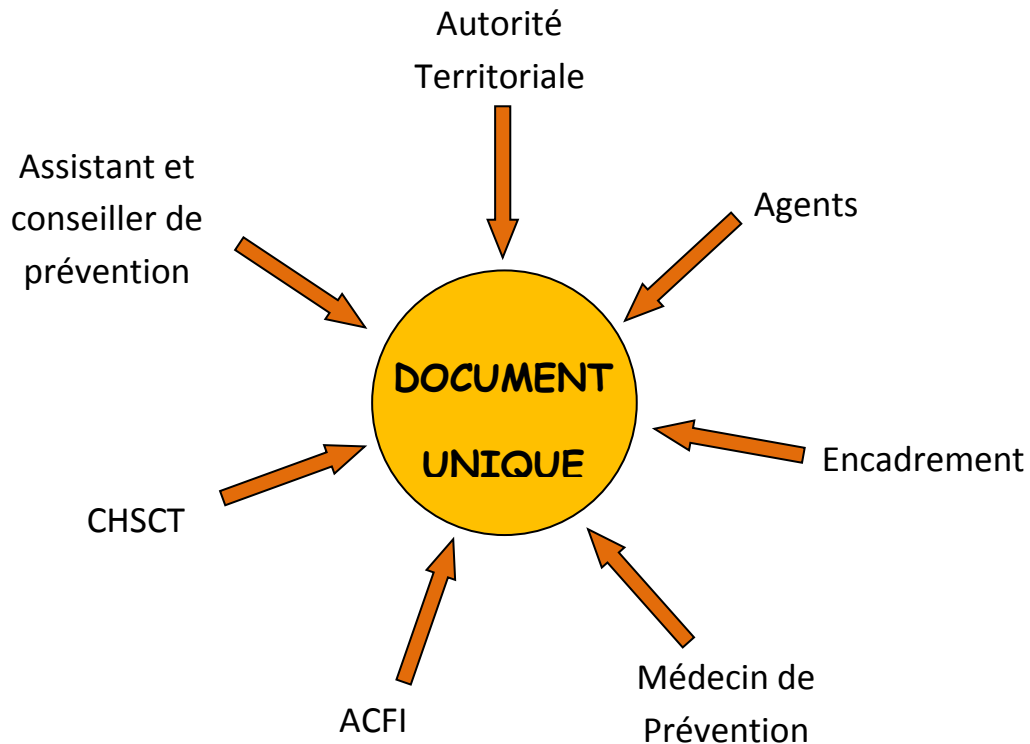 Autorité
Territoriale
Assistant et
conseiller de
prévention
Agents
DOCUMENT
UNIQUE
Encadrement
CHSCT
Médecin de
Prévention
ACFI